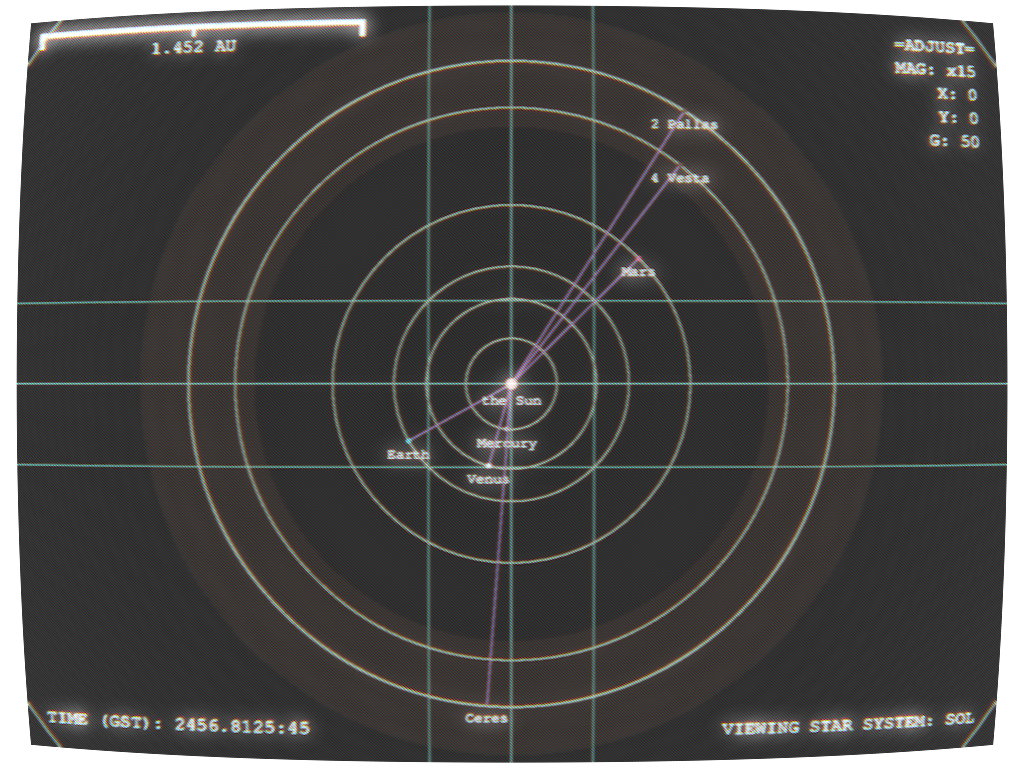 1.452 AU
=ADJUST=
MAG: x15
X: 0
Y: 0
G: 50
2 Pallas
4 Vesta
Mars
the Sun
Mercury
Earth
Venus
Ceres
TIME (GST): 2456.8125:45
VIEWING STAR SYSTEM: SOL